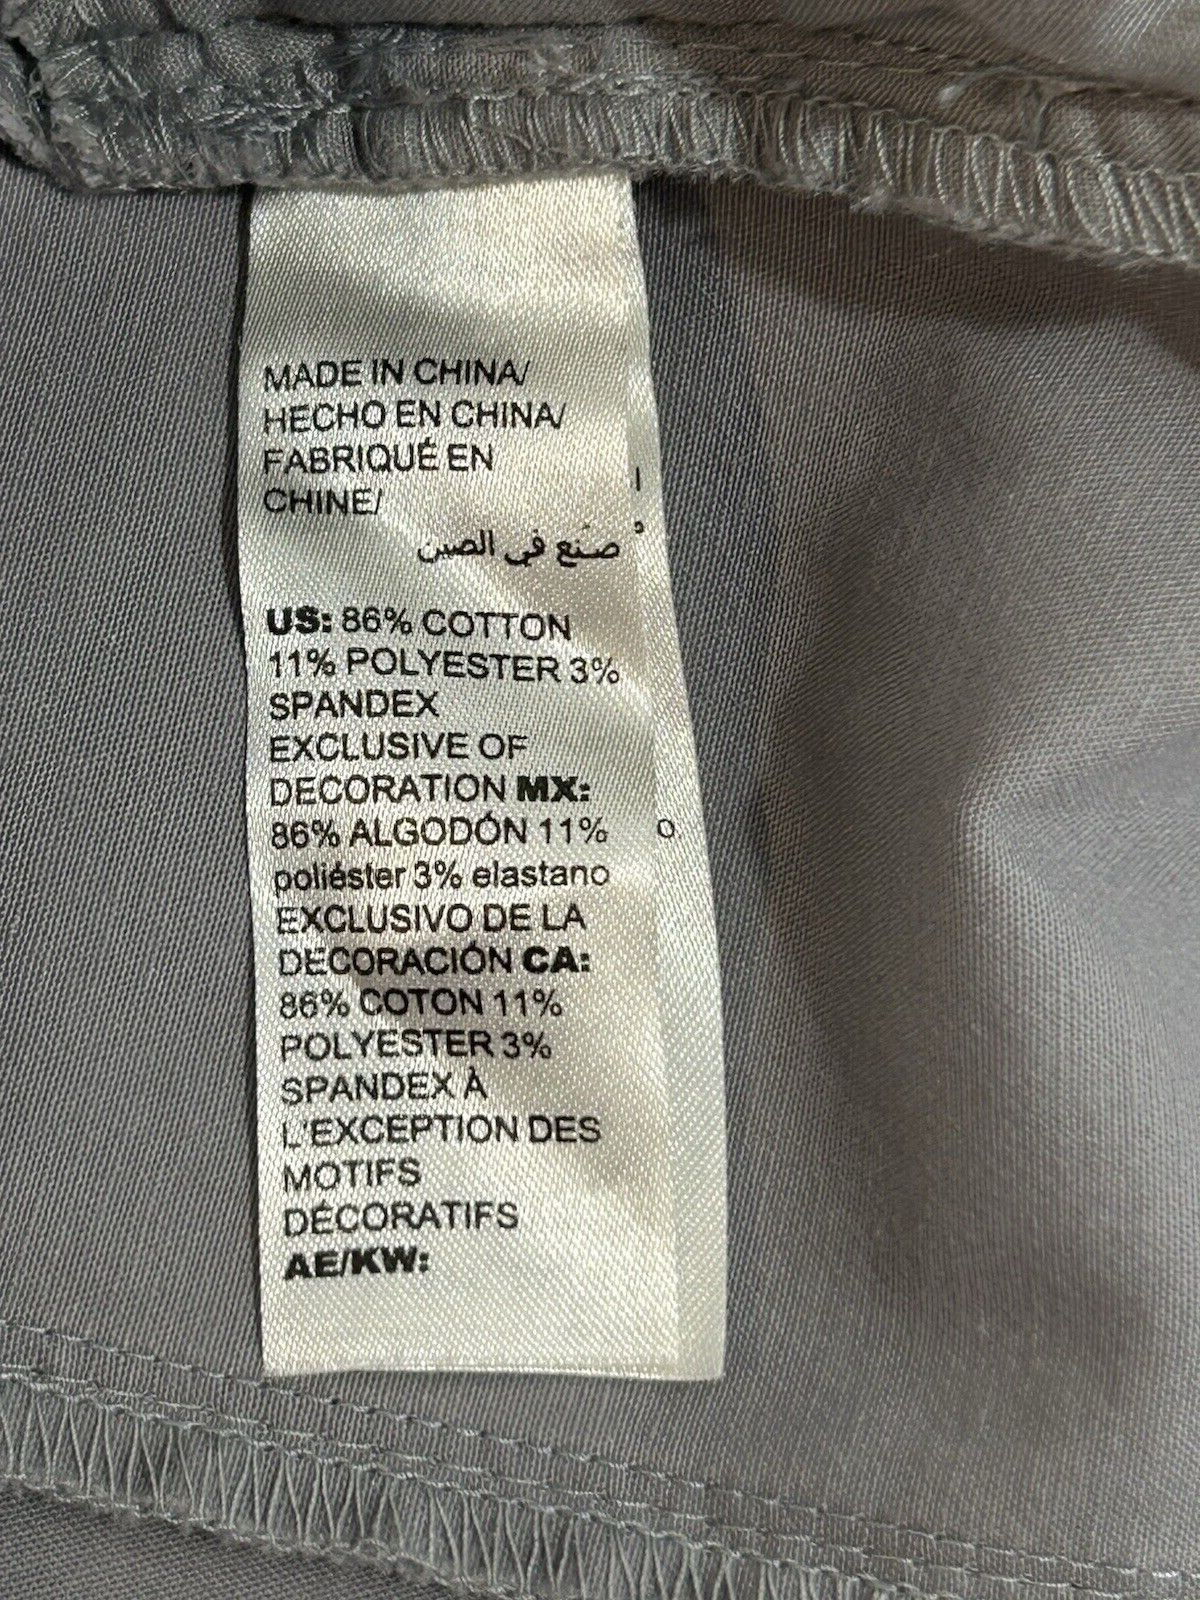 MADE IN CHINA/
HECHO EN CHINA/
FABRIQUÉ EN
CHINE/
صنع في الصين
US: 86% COTTON
11% POLYESTER 3%
SPANDEX
EXCLUSIVE OF
DECORATION MX:
86% ALGODÓN 11%
poliéster 3% elastano
EXCLUSIVO DE LA
DECORACIÓN CA:
86% COTON 11%
POLYESTER 3%
SPANDEX À
L'EXCEPTION DES
MOTIFS
DÉCORATIFS
AE/KW: